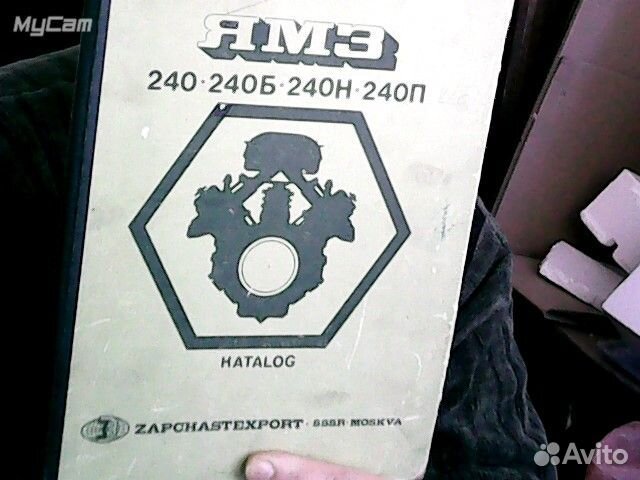 MyCam
ЯМЗ
240·240Б·240Н·240П
KATALOG
ZAPCHASTEXPORT · SSSR · MOSKVA
Avito